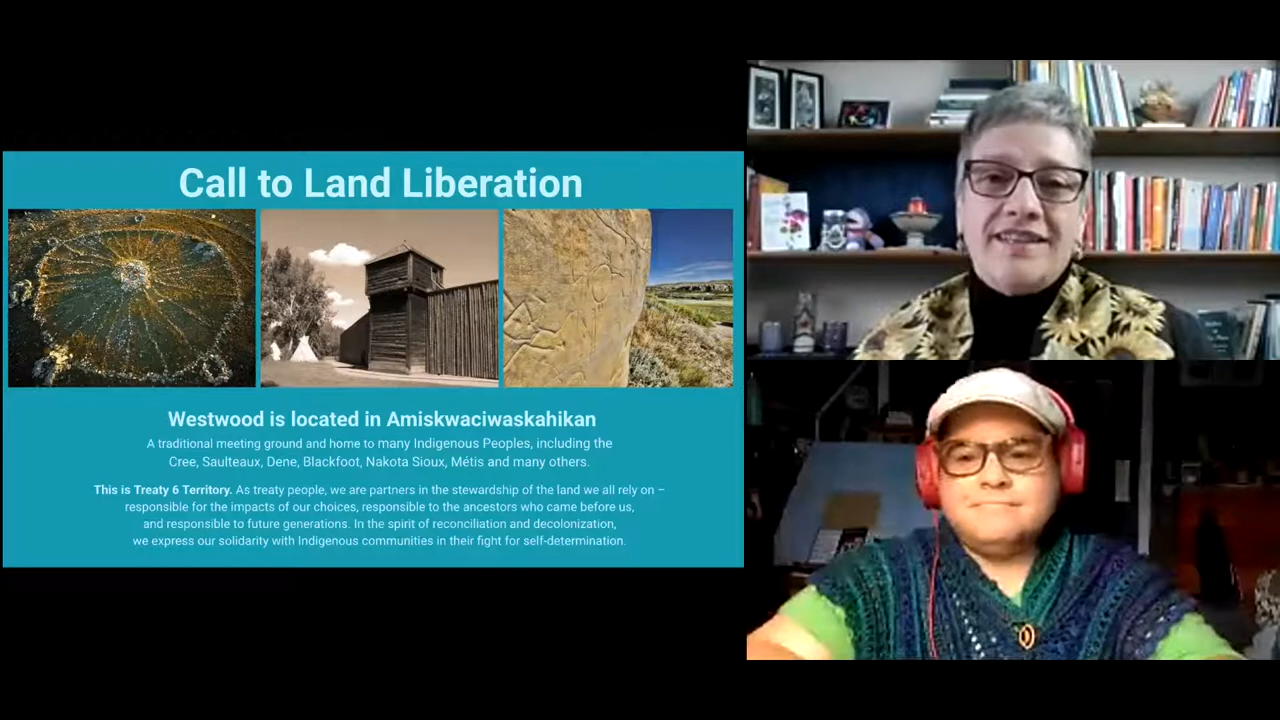 Call to Land Liberation
Westwood is located in Amiskwaciwaskahikan
A traditional meeting ground and home to many Indigenous Peoples, including the
Cree, Saulteaux, Dene, Blackfoot, Nakota Sioux, Métis and many others.
This is Treaty 6 Territory. As treaty people, we are partners in the stewardship of the land we all rely on –
responsible for the impacts of our choices, responsible to the ancestors who came before us,
and responsible to future generations. In the spirit of reconciliation and decolonization,
we express our solidarity with Indigenous communities in their fight for self-determination.